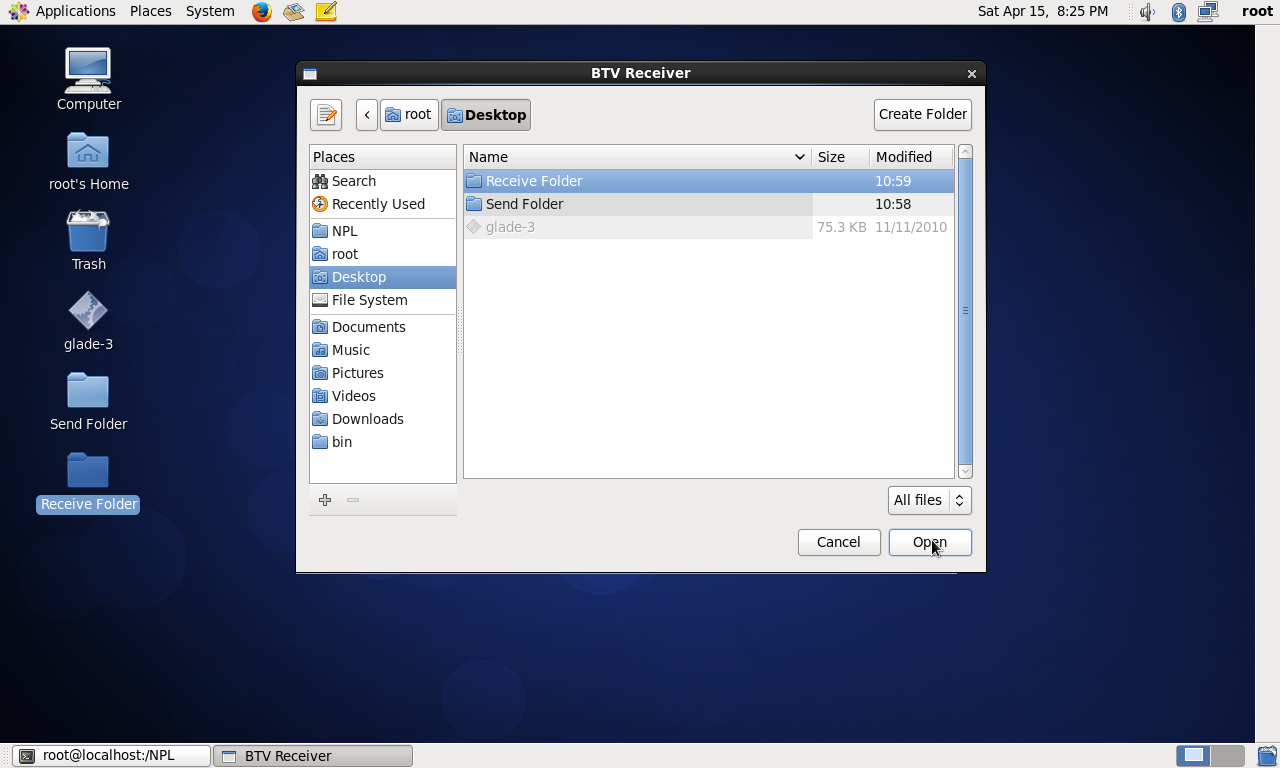 Applications Places System Sat Apr 15, 8:25 PM root
BTV Receiver
Computer
root's Home
Trash
glade-3
Send Folder
Receive Folder
root Desktop Create Folder
Places
Search
Recently Used
NPL
root
Desktop
File System
Documents
Music
Pictures
Videos
Downloads
bin
Name Size Modified
Receive Folder 10:59
Send Folder 10:58
glade-3 75.3 KB 11/11/2010
All files
Cancel Open
root@localhost:/NPL BTV Receiver